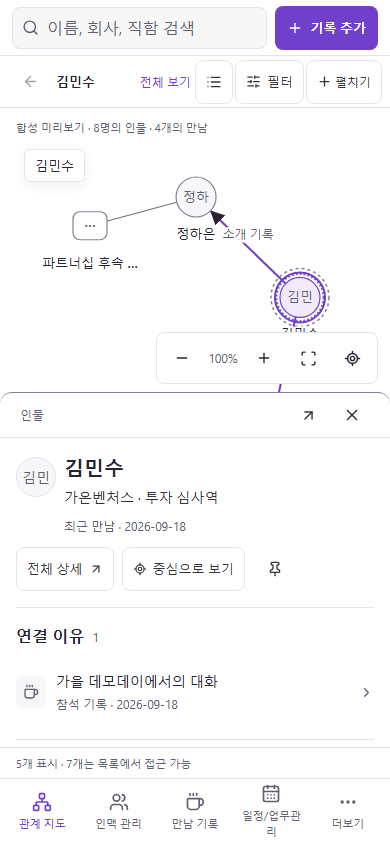 이름, 회사, 직함 검색
기록 추가
김민수
전체 보기
필터
펼치기
합성 미리보기 · 8명의 인물 · 4개의 만남
김민수
정하
정하은
소개 기록
파트너십 후속 ...
김민
100%
인물
김민
김민수
가온벤처스 · 투자 심사역
최근 만남 · 2026-09-18
전체 상세
중심으로 보기
연결 이유 1
가을 데모데이에서의 대화
참석 기록 · 2026-09-18
5개 표시 · 7개는 목록에서 접근 가능
관계 지도
인맥 관리
만남 기록
일정/업무관
리
더보기